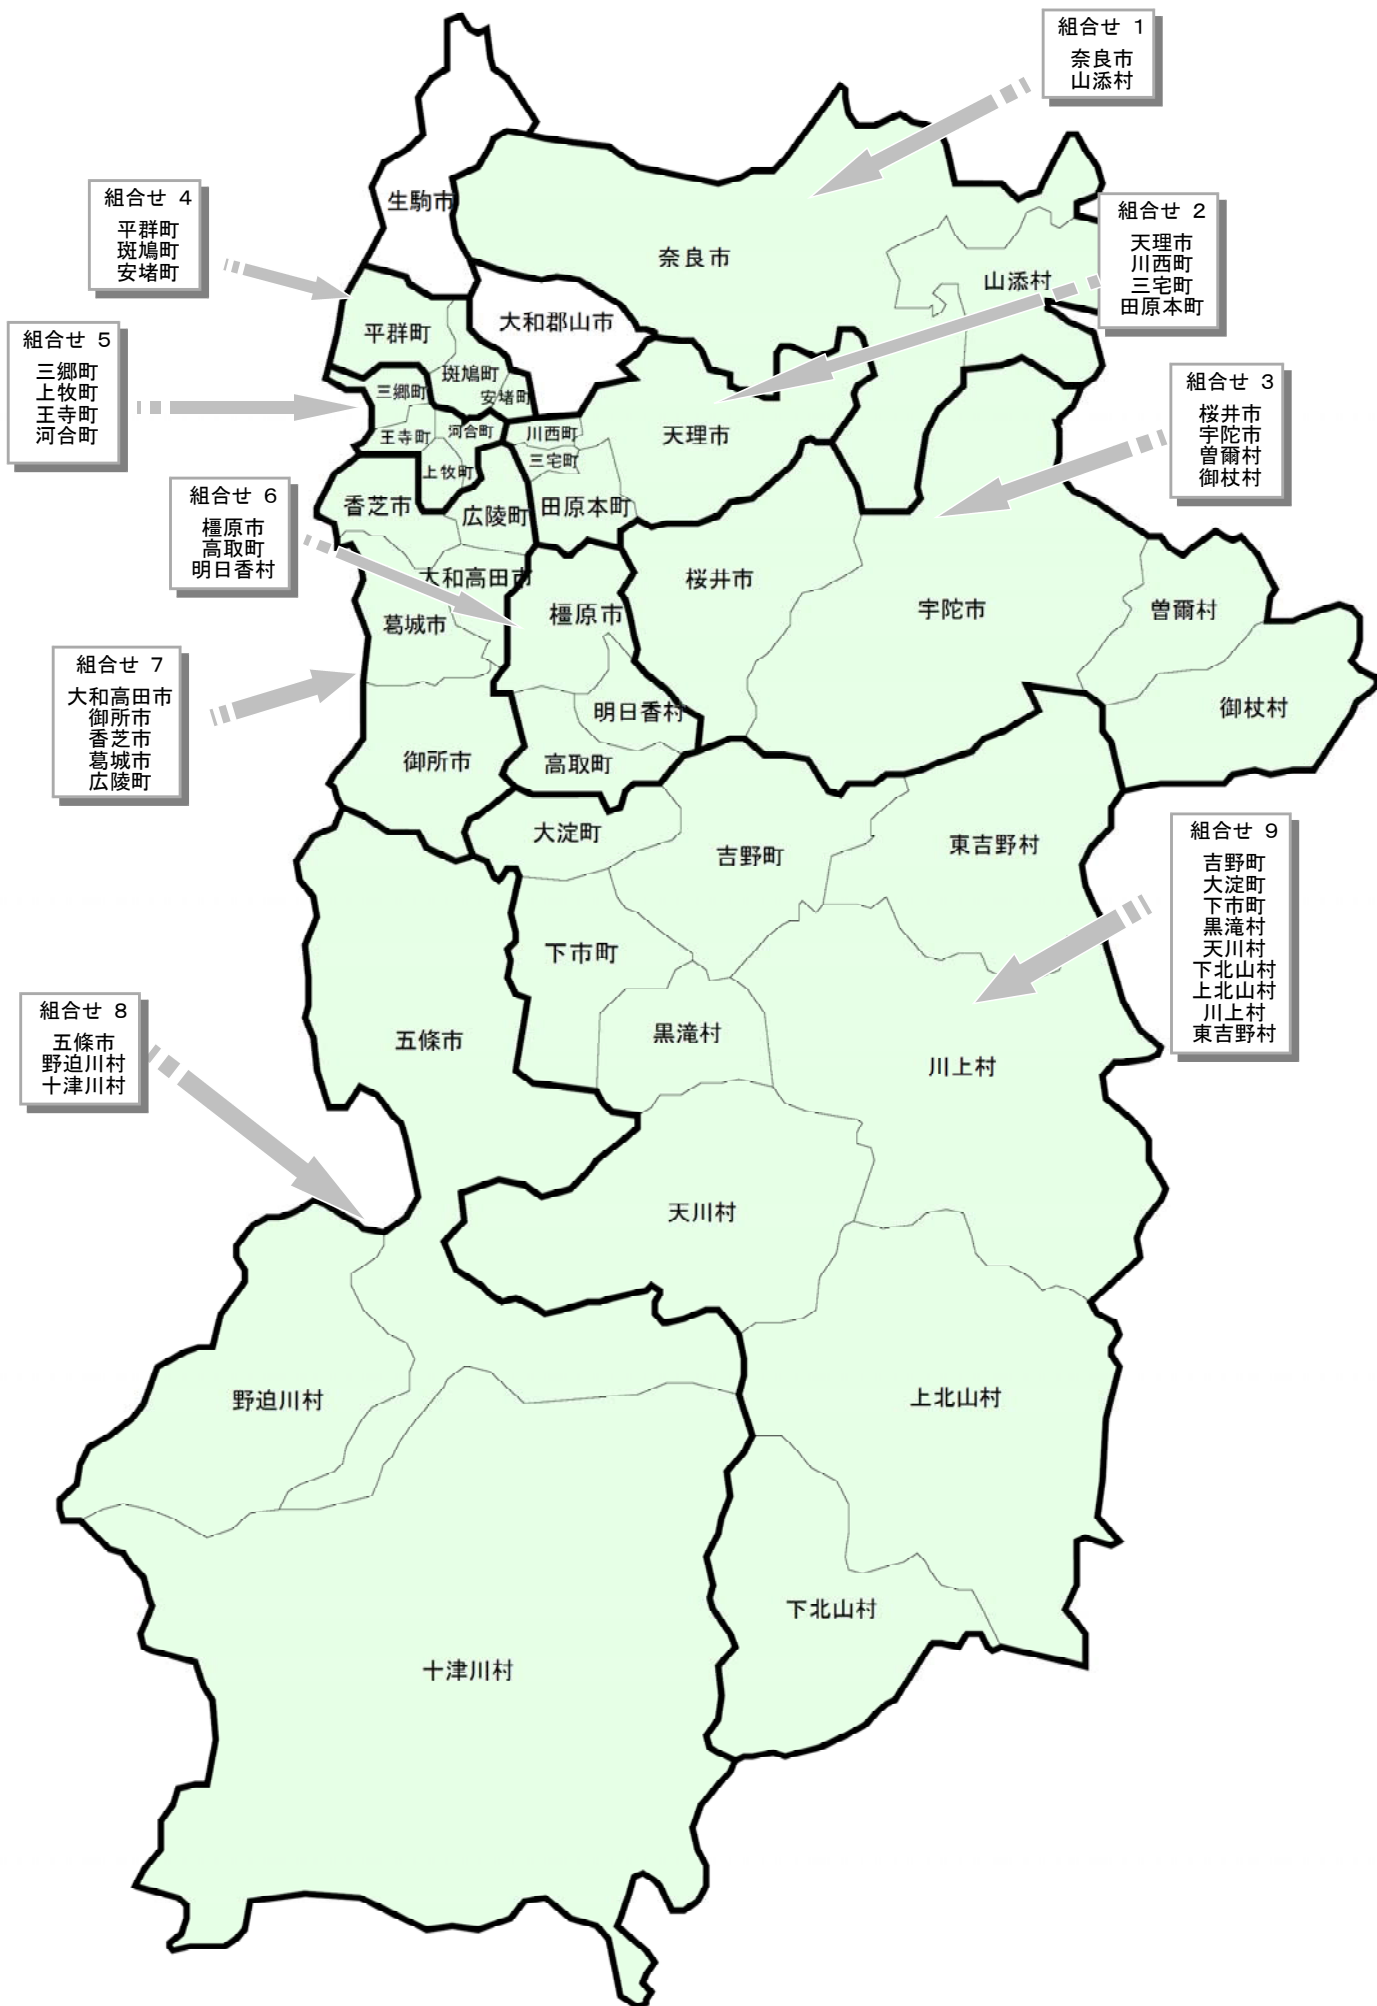 組合せ 1
奈良市
山添村
組合せ 4
平群町
斑鳩町
安堵町
生駒市
組合せ 2
天理市
川西町
三宅町
田原本町
奈良市
山添村
大和郡山市
平群町
組合せ 5
三郷町
上牧町
王寺町
河合町
斑鳩町
三郷町
安堵町
組合せ 3
桜井市
宇陀市
曽爾村
御杖村
王寺町
河合町
川西町
天理市
三宅町
上牧町
組合せ 6
橿原市
高取町
明日香村
香芝市
広陵町
田原本町
大和高田市
桜井市
橿原市
宇陀市
曽爾村
葛城市
組合せ 7
大和高田市
御所市
香芝市
葛城市
広陵町
明日香村
御杖村
御所市
高取町
大淀町
吉野町
東吉野村
組合せ 9
吉野町
大淀町
下市町
黒滝村
天川村
下北山村
上北山村
川上村
東吉野村
下市町
組合せ 8
五條市
野迫川村
十津川村
五條市
黒滝村
川上村
天川村
野迫川村
上北山村
下北山村
十津川村